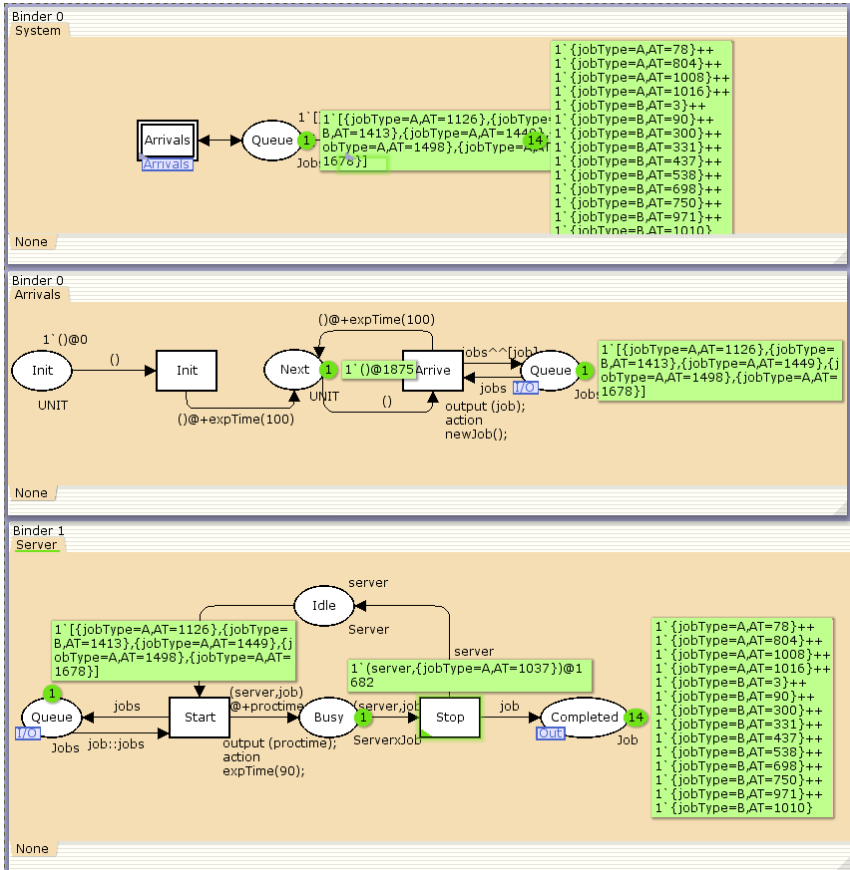 Binder 0
System
1`{jobType=A,AT=78}++
1`{jobType=A,AT=804}++
1`{jobType=A,AT=1008}++
1`{jobType=A,AT=1016}++
1`{jobType=B,AT=3}++
1`{jobType=B,AT=90}++
1`{jobType=B,AT=300}++
1`{jobType=B,AT=331}++
1`{jobType=B,AT=437}++
1`{jobType=B,AT=538}++
1`{jobType=B,AT=698}++
1`{jobType=B,AT=750}++
1`{jobType=B,AT=971}++
1`{jobType=B,AT=1010}
Arrivals
Arrivals
Queue
1
1`[]
Jobs
1`[{jobType=A,AT=1126},{jobType
B,AT=1413},{jobType=A,AT=1449},
obType=A,AT=1498},{jobType=A,AT
1678}]
14
None
Binder 0
Arrivals
1`()@0
Init
UNIT
()
Init
()@+expTime(100)
()@+expTime(100)
Next
1
1`()@1875
UNIT
()
Arrive
jobs^^[job]
jobs
output (job);
action
newJob();
Queue
1
I/O
Jobs
1`[{jobType=A,AT=1126},{jobType=
B,AT=1413},{jobType=A,AT=1449},{j
obType=A,AT=1498},{jobType=A,AT=
1678}]
None
Binder 1
Server
server
Idle
Server
1`[{jobType=A,AT=1126},{jobType=
B,AT=1413},{jobType=A,AT=1449},{j
obType=A,AT=1498},{jobType=A,AT=
1678}]
server
1`(server,{jobType=A,AT=1037})@1
682
1
Queue
I/O
Jobs
jobs
job::jobs
Start
(server,job)
@+proctime
output (proctime);
action
expTime(90);
Busy
1
(server,job
ServerxJob
Stop
job
Completed
14
Out
Job
1`{jobType=A,AT=78}++
1`{jobType=A,AT=804}++
1`{jobType=A,AT=1008}++
1`{jobType=A,AT=1016}++
1`{jobType=B,AT=3}++
1`{jobType=B,AT=90}++
1`{jobType=B,AT=300}++
1`{jobType=B,AT=331}++
1`{jobType=B,AT=437}++
1`{jobType=B,AT=538}++
1`{jobType=B,AT=698}++
1`{jobType=B,AT=750}++
1`{jobType=B,AT=971}++
1`{jobType=B,AT=1010}
None